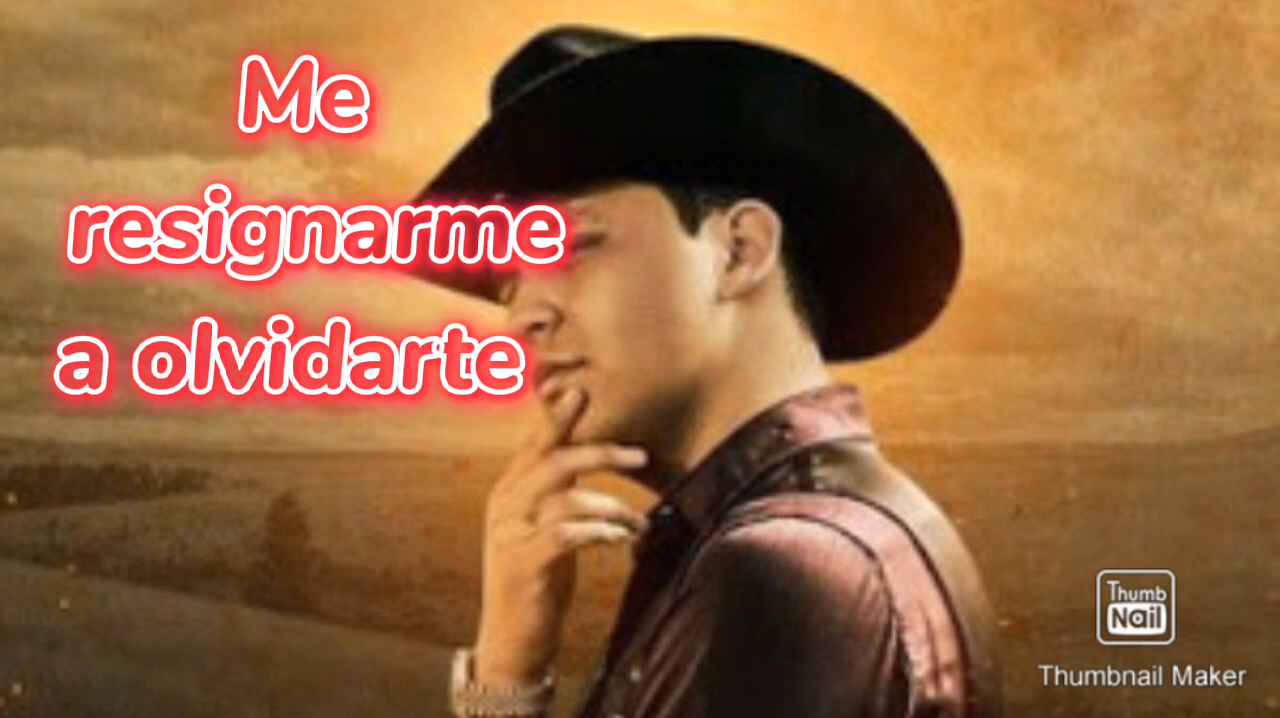 Me
resignarme
a olvidarte
Thumb
Nail
Thumbnail Maker